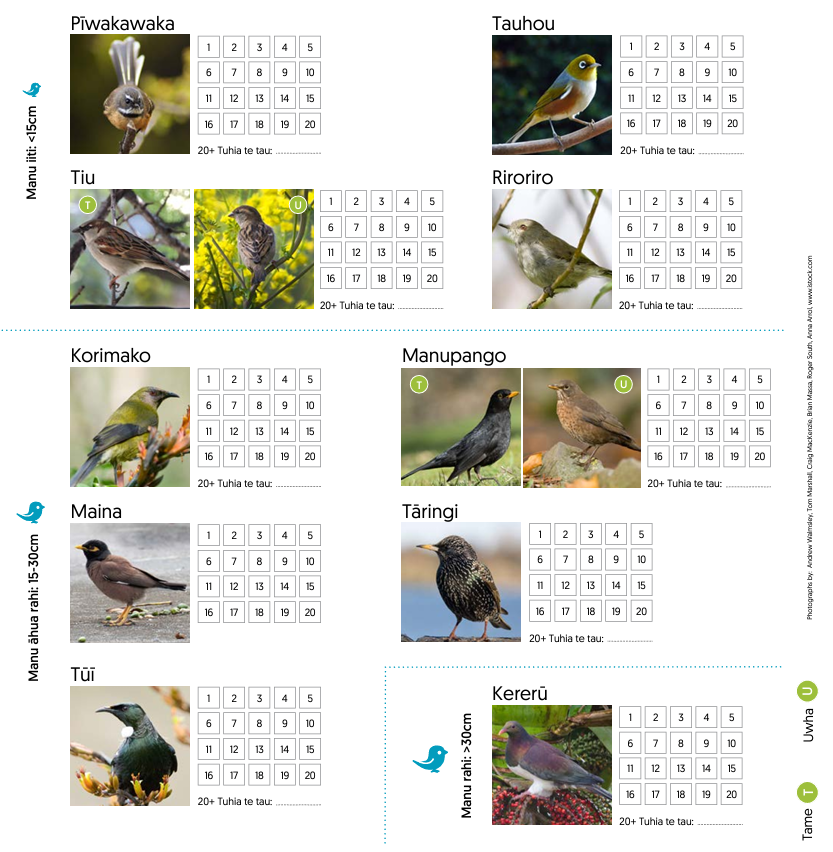 Pīwakawaka
1 2 3 4 5
6 7 8 9 10
11 12 13 14 15
16 17 18 19 20
20+ Tuhia te tau: ..................
Tauhou
1 2 3 4 5
6 7 8 9 10
11 12 13 14 15
16 17 18 19 20
20+ Tuhia te tau: ..................
Manu iti: <15cm
Tiu
T
U
1 2 3 4 5
6 7 8 9 10
11 12 13 14 15
16 17 18 19 20
20+ Tuhia te tau: ..................
Riroriro
1 2 3 4 5
6 7 8 9 10
11 12 13 14 15
16 17 18 19 20
20+ Tuhia te tau: ..................
Korimako
1 2 3 4 5
6 7 8 9 10
11 12 13 14 15
16 17 18 19 20
20+ Tuhia te tau: ..................
Manupango
T
U
1 2 3 4 5
6 7 8 9 10
11 12 13 14 15
16 17 18 19 20
20+ Tuhia te tau: ..................
Manu āhua rahi: 15-30cm
Maina
1 2 3 4 5
6 7 8 9 10
11 12 13 14 15
16 17 18 19 20
Tāringi
1 2 3 4 5
6 7 8 9 10
11 12 13 14 15
16 17 18 19 20
20+ Tuhia te tau: ..................
Tūī
1 2 3 4 5
6 7 8 9 10
11 12 13 14 15
16 17 18 19 20
20+ Tuhia te tau: ..................
Manu rahi: >30cm
Kererū
1 2 3 4 5
6 7 8 9 10
11 12 13 14 15
16 17 18 19 20
20+ Tuhia te tau: ..................
Photographs by: Andrew Walmsley, Tom Marshall, Craig MacKenzie, Brian Massa, Roger South, Anna Arrol, www.istock.com
Tame T Uwha U